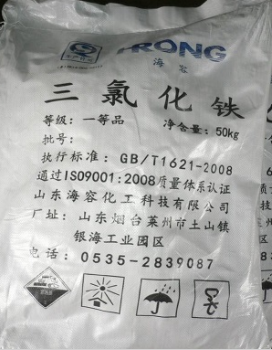 RONG
海容
三氯化铁
等级：一等品 净含量：50kg
批号：
执行标准：GB/T1621-2008
通过ISO9001:2008质量体系认证
山东海容化工科技有限公司
厂址：山东烟台莱州市土山镇
银海工业园区
电话：0535-2839087